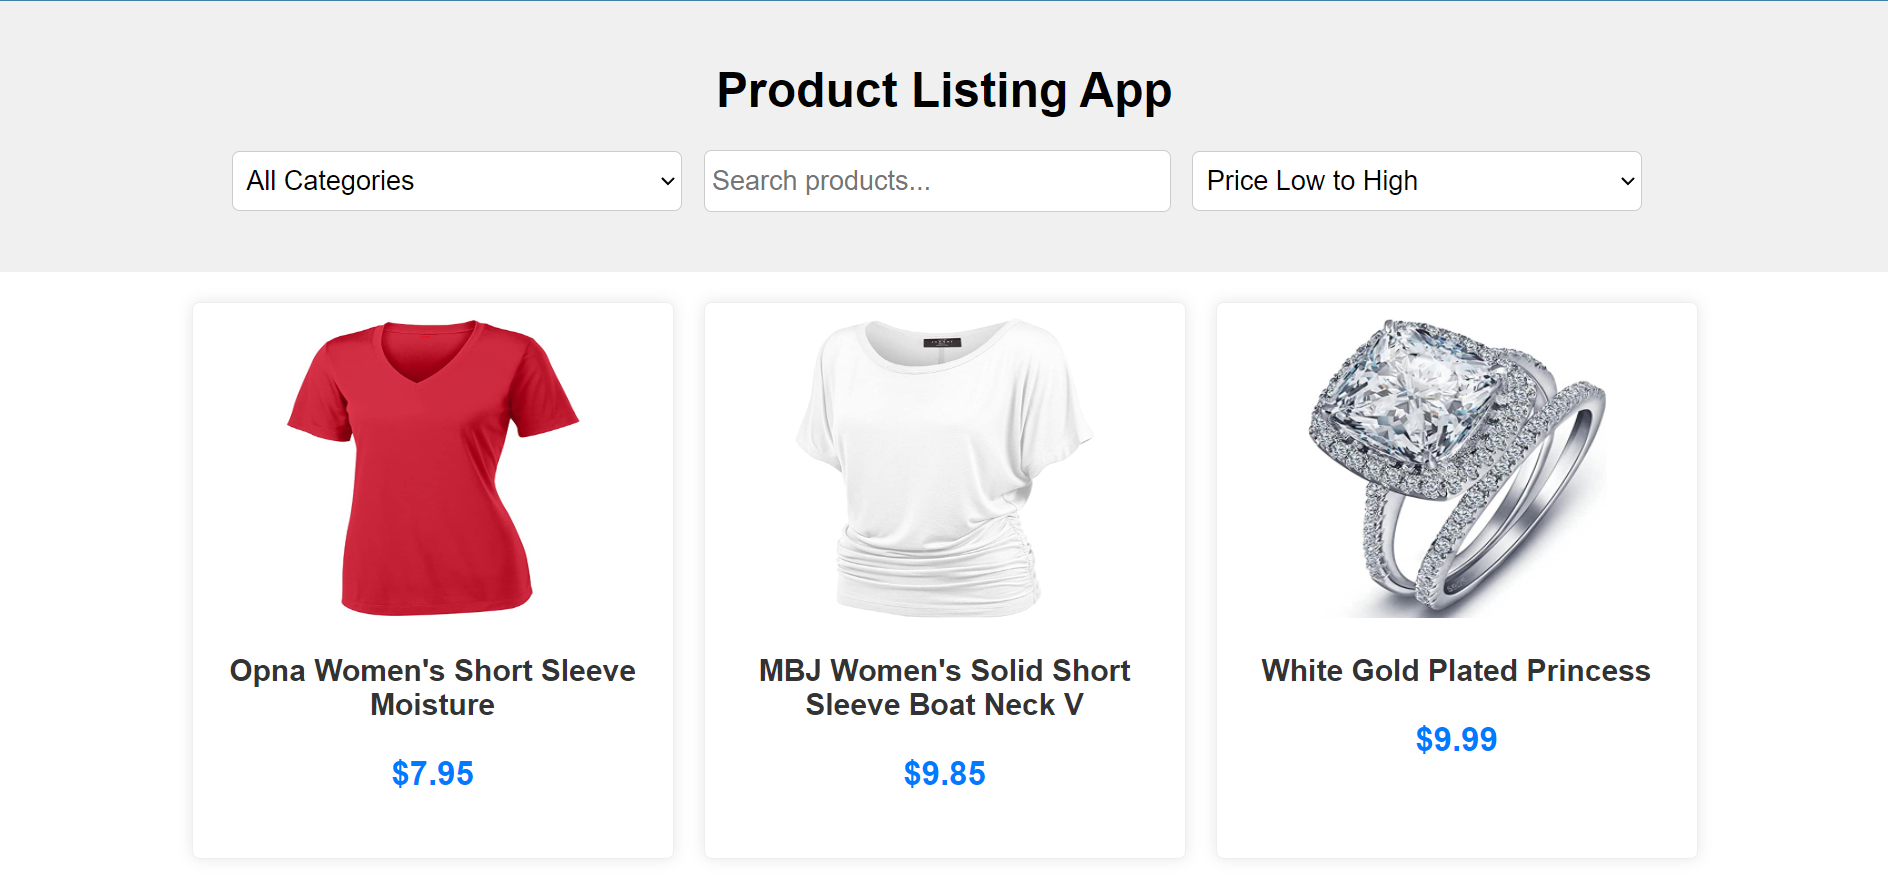 Product Listing App
All Categories
Search products...
Price Low to High
Opna Women's Short Sleeve
Moisture
$7.95
MBJ Women's Solid Short
Sleeve Boat Neck V
$9.85
White Gold Plated Princess
$9.99